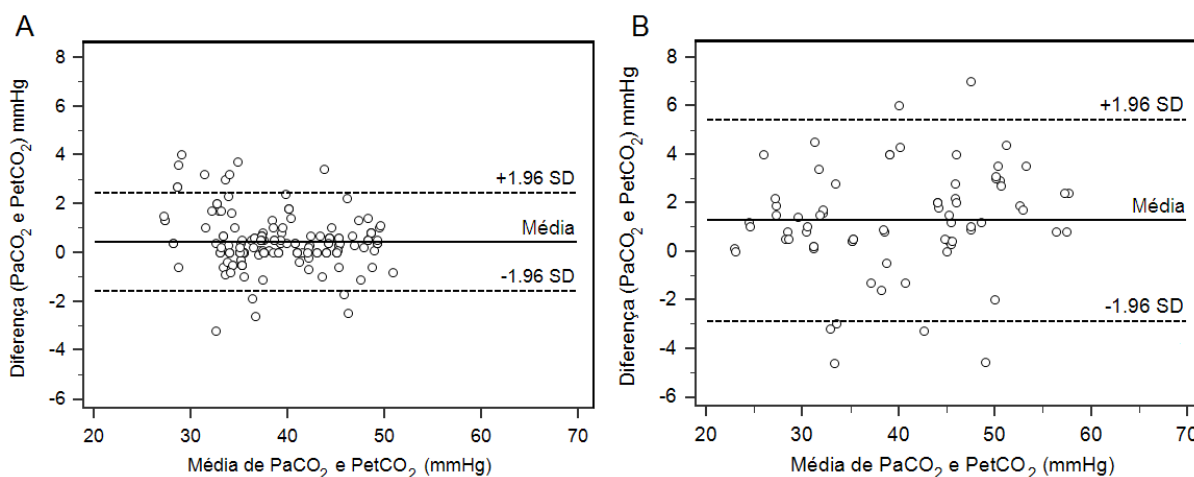 A
8
6
4
2
0
-2
-4
-6
Diferença (PaCO₂ e PetCO₂) mmHg
+1.96 SD
Média
-1.96 SD
20 30 40 50 60 70
Média de PaCO₂ e PetCO₂ (mmHg)
B
8
6
4
2
0
-2
-4
-6
Diferença (PaCO₂ e PetCO₂) mmHg
+1.96 SD
Média
-1.96 SD
20 30 40 50 60 70
Média de PaCO₂ e PetCO₂ (mmHg)